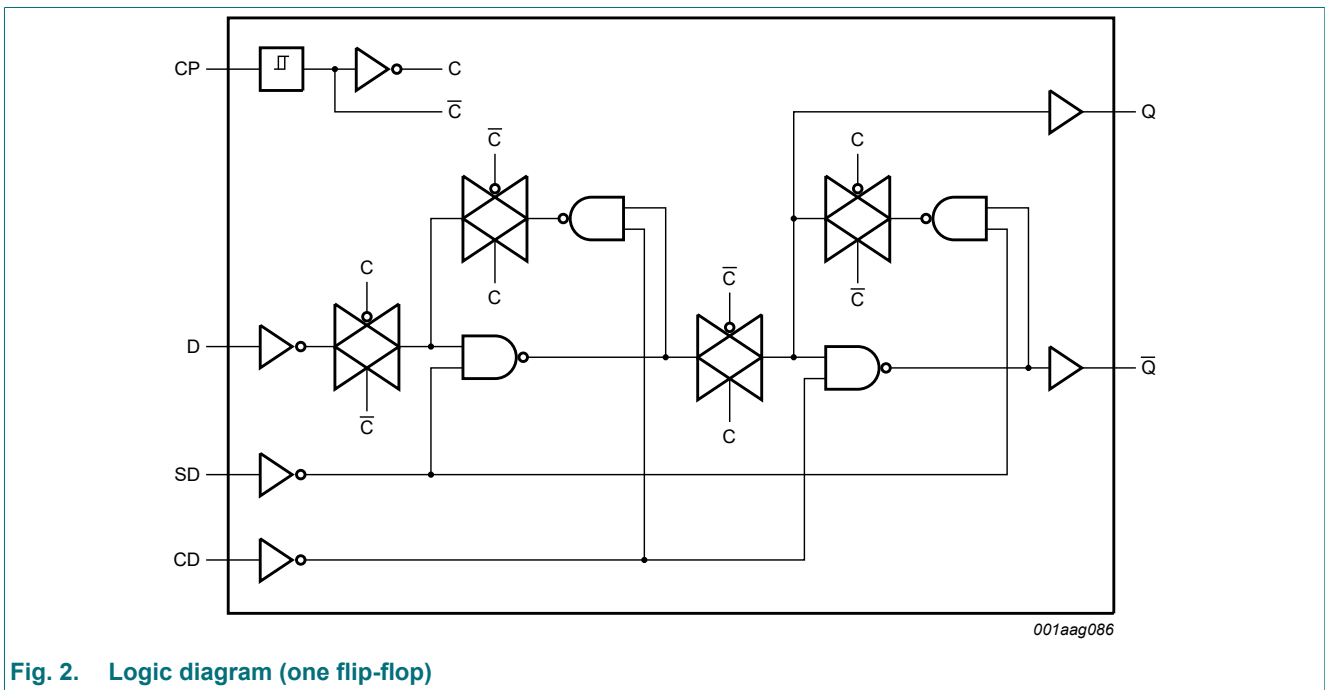 CP
C
C̅
Q
C̅
C
C
C̅
C
C̅
D
Q̅
C̅
C
SD
CD
001aag086
Fig. 2. Logic diagram (one flip-flop)